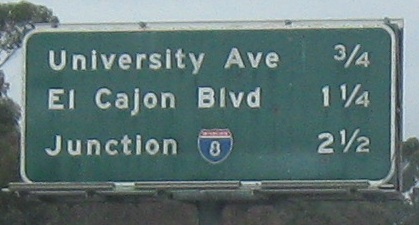 University Ave ¾
El Cajon Blvd 1 ¼
Junction 8 2 ½